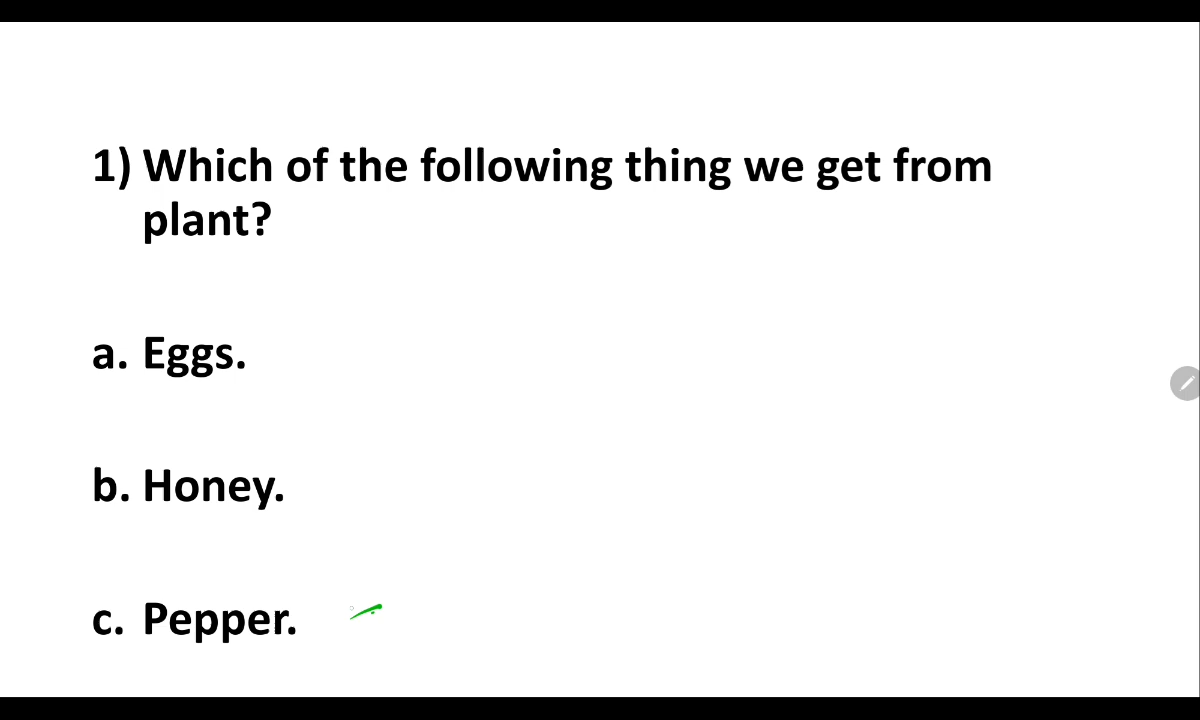 1) Which of the following thing we get from
plant?
a. Eggs.
b. Honey.
c. Pepper.